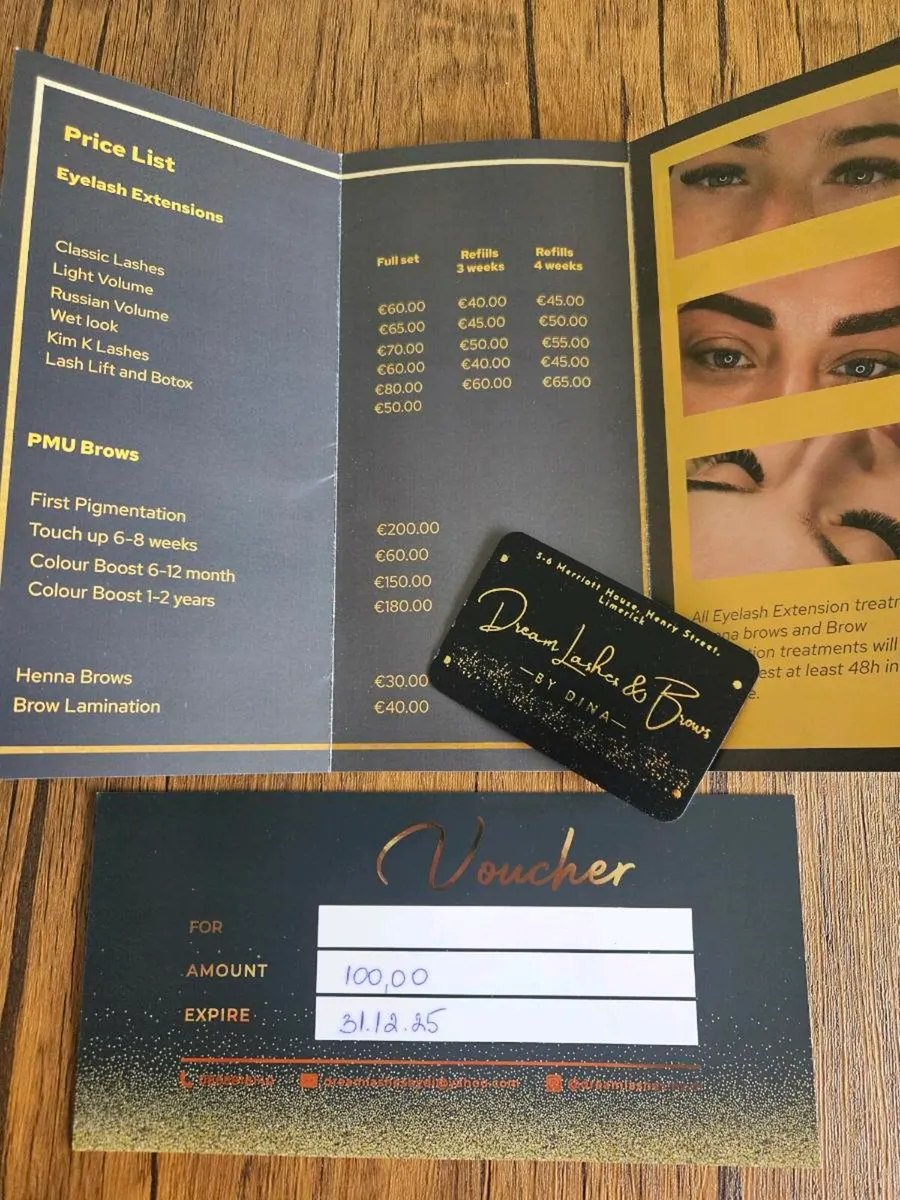 Price List
Eyelash Extensions
Full set Refills 3 weeks Refills 4 weeks
Classic Lashes €60.00 €40.00 €45.00
Light Volume €65.00 €45.00 €50.00
Russian Volume €70.00 €50.00 €55.00
Wet look €60.00 €40.00 €45.00
Kim K Lashes €80.00 €60.00 €65.00
Lash Lift and Botox €50.00
PMU Brows
First Pigmentation €200.00
Touch up 6-8 weeks €60.00
Colour Boost 6-12 month €150.00
Colour Boost 1-2 years €180.00
Henna Brows €30.00
Brow Lamination €40.00
All Eyelash Extension
brows and Brow
treatments will
at least 48h in
5-6 Merriott House, Henry Street,
Limerick
Dream Lashes & Brows
—BY DINA—
Voucher
FOR
AMOUNT 100,00
EXPIRE 31.12.25